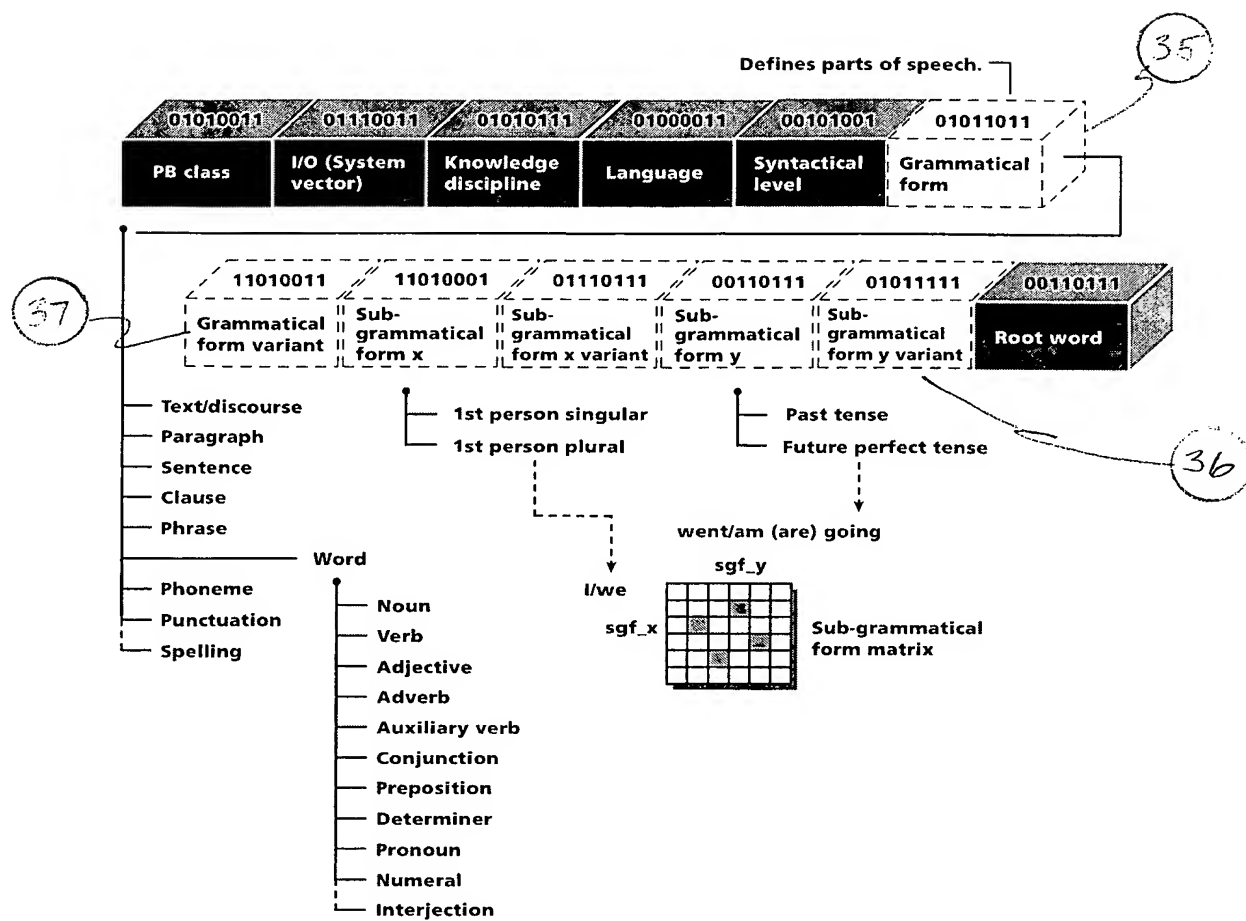 35
Defines parts of speech.
01010011 01110011 01010111 01000011 00101001 01011011
PB class
I/O (System
vector)
Knowledge
discipline
Language
Syntactical
level
Grammatical
form
37
11010011 11010001 01110111 00110111 01011111 00110111
Grammatical
form variant
Sub-
grammatical
form x
Sub-
grammatical
form x variant
Sub-
grammatical
form y
Sub-
grammatical
form y variant
Root word
36
Text/discourse
Paragraph
Sentence
Clause
Phrase
Word
Phoneme
Punctuation
Spelling
Noun
Verb
Adjective
Adverb
Auxiliary verb
Conjunction
Preposition
Determiner
Pronoun
Numeral
Interjection
1st person singular
1st person plural
Past tense
Future perfect tense
went/am (are) going
sgf_y
I/we
sgf_x
Sub-grammatical
form matrix